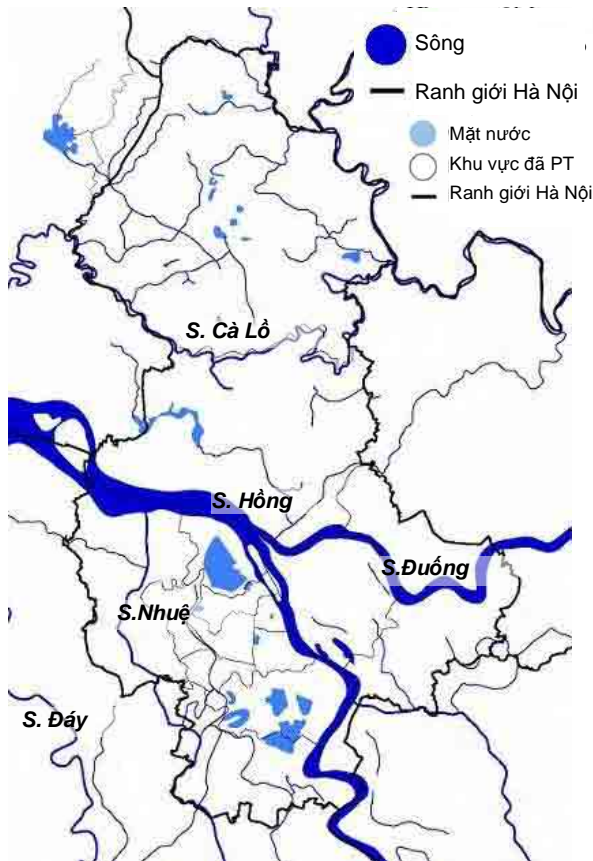 Sông
Ranh giới Hà Nội
Mặt nước
Khu vực đã PT
Ranh giới Hà Nội
S. Cà Lồ
S. Hồng
S.Đuống
S.Nhuệ
S. Đáy